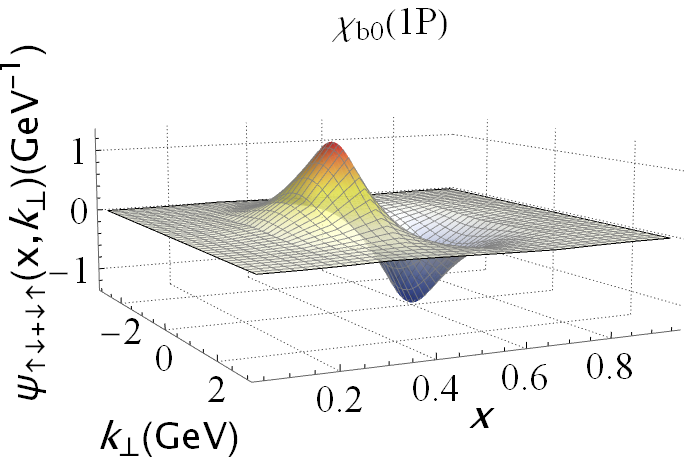 χb0(1P)
ψ↑↓+↓↑(x,k⊥)(GeV⁻¹)
1
0
−1
−2
0
2
k⊥(GeV)
0.2
0.4
0.6
0.8
x